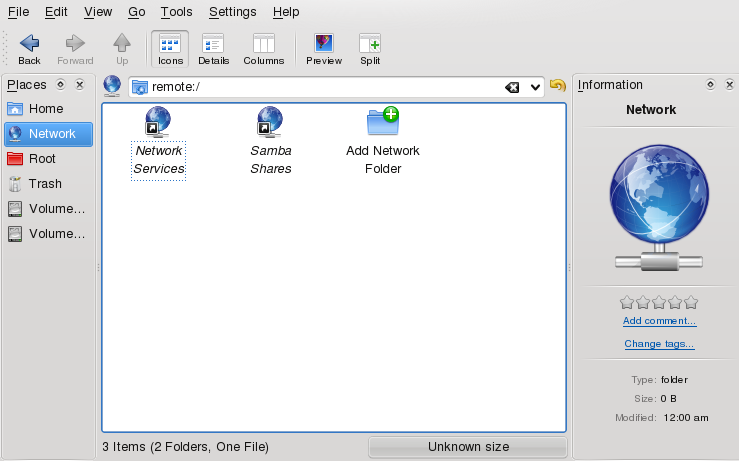 File Edit View Go Tools Settings Help
Back Forward Up Icons Details Columns Preview Split
Places
Home
Network
Root
Trash
Volume...
Volume...
remote:/
Network
Services
Samba
Shares
Add Network
Folder
3 Items (2 Folders, One File)
Unknown size
Information
Network
Add comment...
Change tags...
Type: folder
Size: 0 B
Modified: 12:00 am